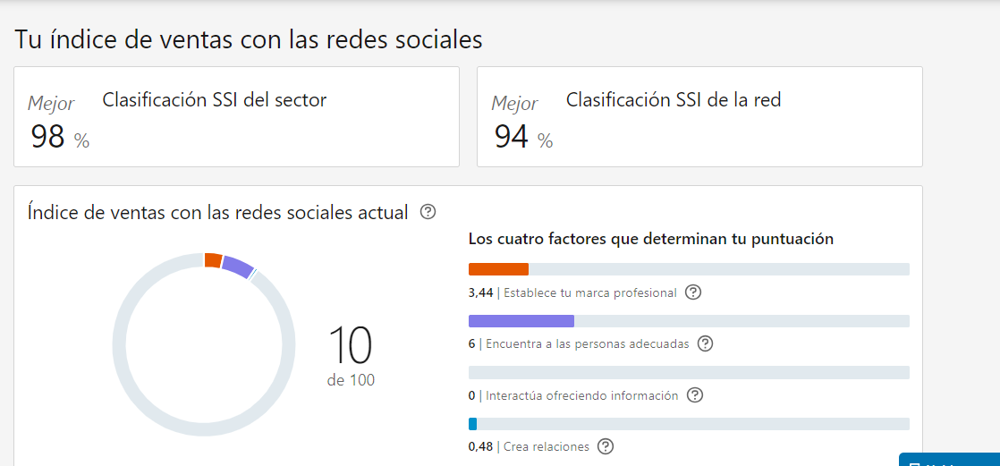 Tu índice de ventas con las redes sociales
Mejor Clasificación SSI del sector
98 %
Mejor Clasificación SSI de la red
94 %
Índice de ventas con las redes sociales actual ?
10
de 100
Los cuatro factores que determinan tu puntuación
3,44 | Establece tu marca profesional ?
6 | Encuentra a las personas adecuadas ?
0 | Interactúa ofreciendo información ?
0,48 | Crea relaciones ?